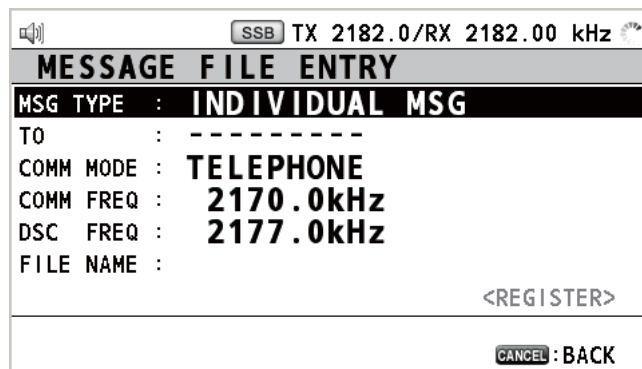 SSB TX 2182.0/RX 2182.00 kHz
MESSAGE FILE ENTRY
MSG TYPE : INDIVIDUAL MSG
TO : ---------
COMM MODE : TELEPHONE
COMM FREQ : 2170.0kHz
DSC FREQ : 2177.0kHz
FILE NAME :
<REGISTER>
CANCEL : BACK